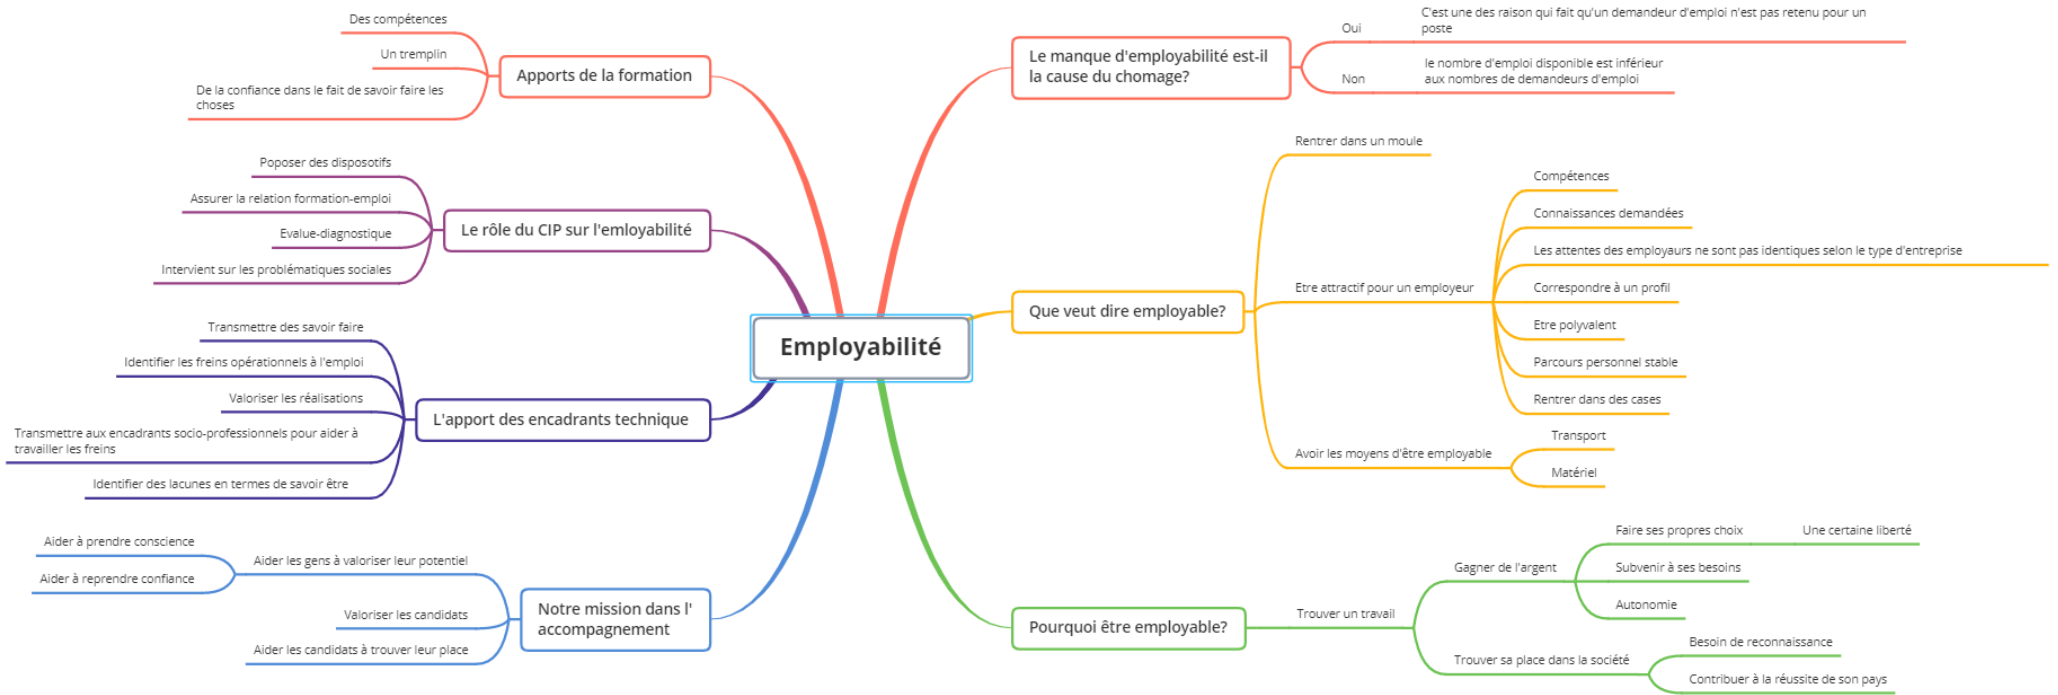 Employabilité
Apports de la formation
Des compétences
Un tremplin
De la confiance dans le fait de savoir faire les
choses
Le rôle du CIP sur l'emloyabilité
Poposer des disposotifs
Assurer la relation formation-emploi
Evalue-diagnostique
Intervient sur les problématiques sociales
L'apport des encadrants technique
Transmettre des savoir faire
Identifier les freins opérationnels à l'emploi
Valoriser les réalisations
Transmettre aux encadrants socio-professionnels pour aider à
travailler les freins
Identifier des lacunes en termes de savoir être
Notre mission dans l'
accompagnement
Aider les gens à valoriser leur potentiel
Aider à prendre conscience
Aider à reprendre confiance
Valoriser les candidats
Aider les candidats à trouver leur place
Le manque d'employabilité est-il
la cause du chomage?
Oui
C'est une des raison qui fait qu'un demandeur d'emploi n'est pas retenu pour un
poste
Non
le nombre d'emploi disponible est inférieur
aux nombres de demandeurs d'emploi
Que veut dire employable?
Rentrer dans un moule
Etre attractif pour un employeur
Compétences
Connaissances demandées
Les attentes des employaurs ne sont pas identiques selon le type d'entreprise
Correspondre à un profil
Etre polyvalent
Parcours personnel stable
Rentrer dans des cases
Avoir les moyens d'être employable
Transport
Matériel
Pourquoi être employable?
Trouver un travail
Gagner de l'argent
Faire ses propres choix
Une certaine liberté
Subvenir à ses besoins
Autonomie
Trouver sa place dans la société
Besoin de reconnaissance
Contribuer à la réussite de son pays